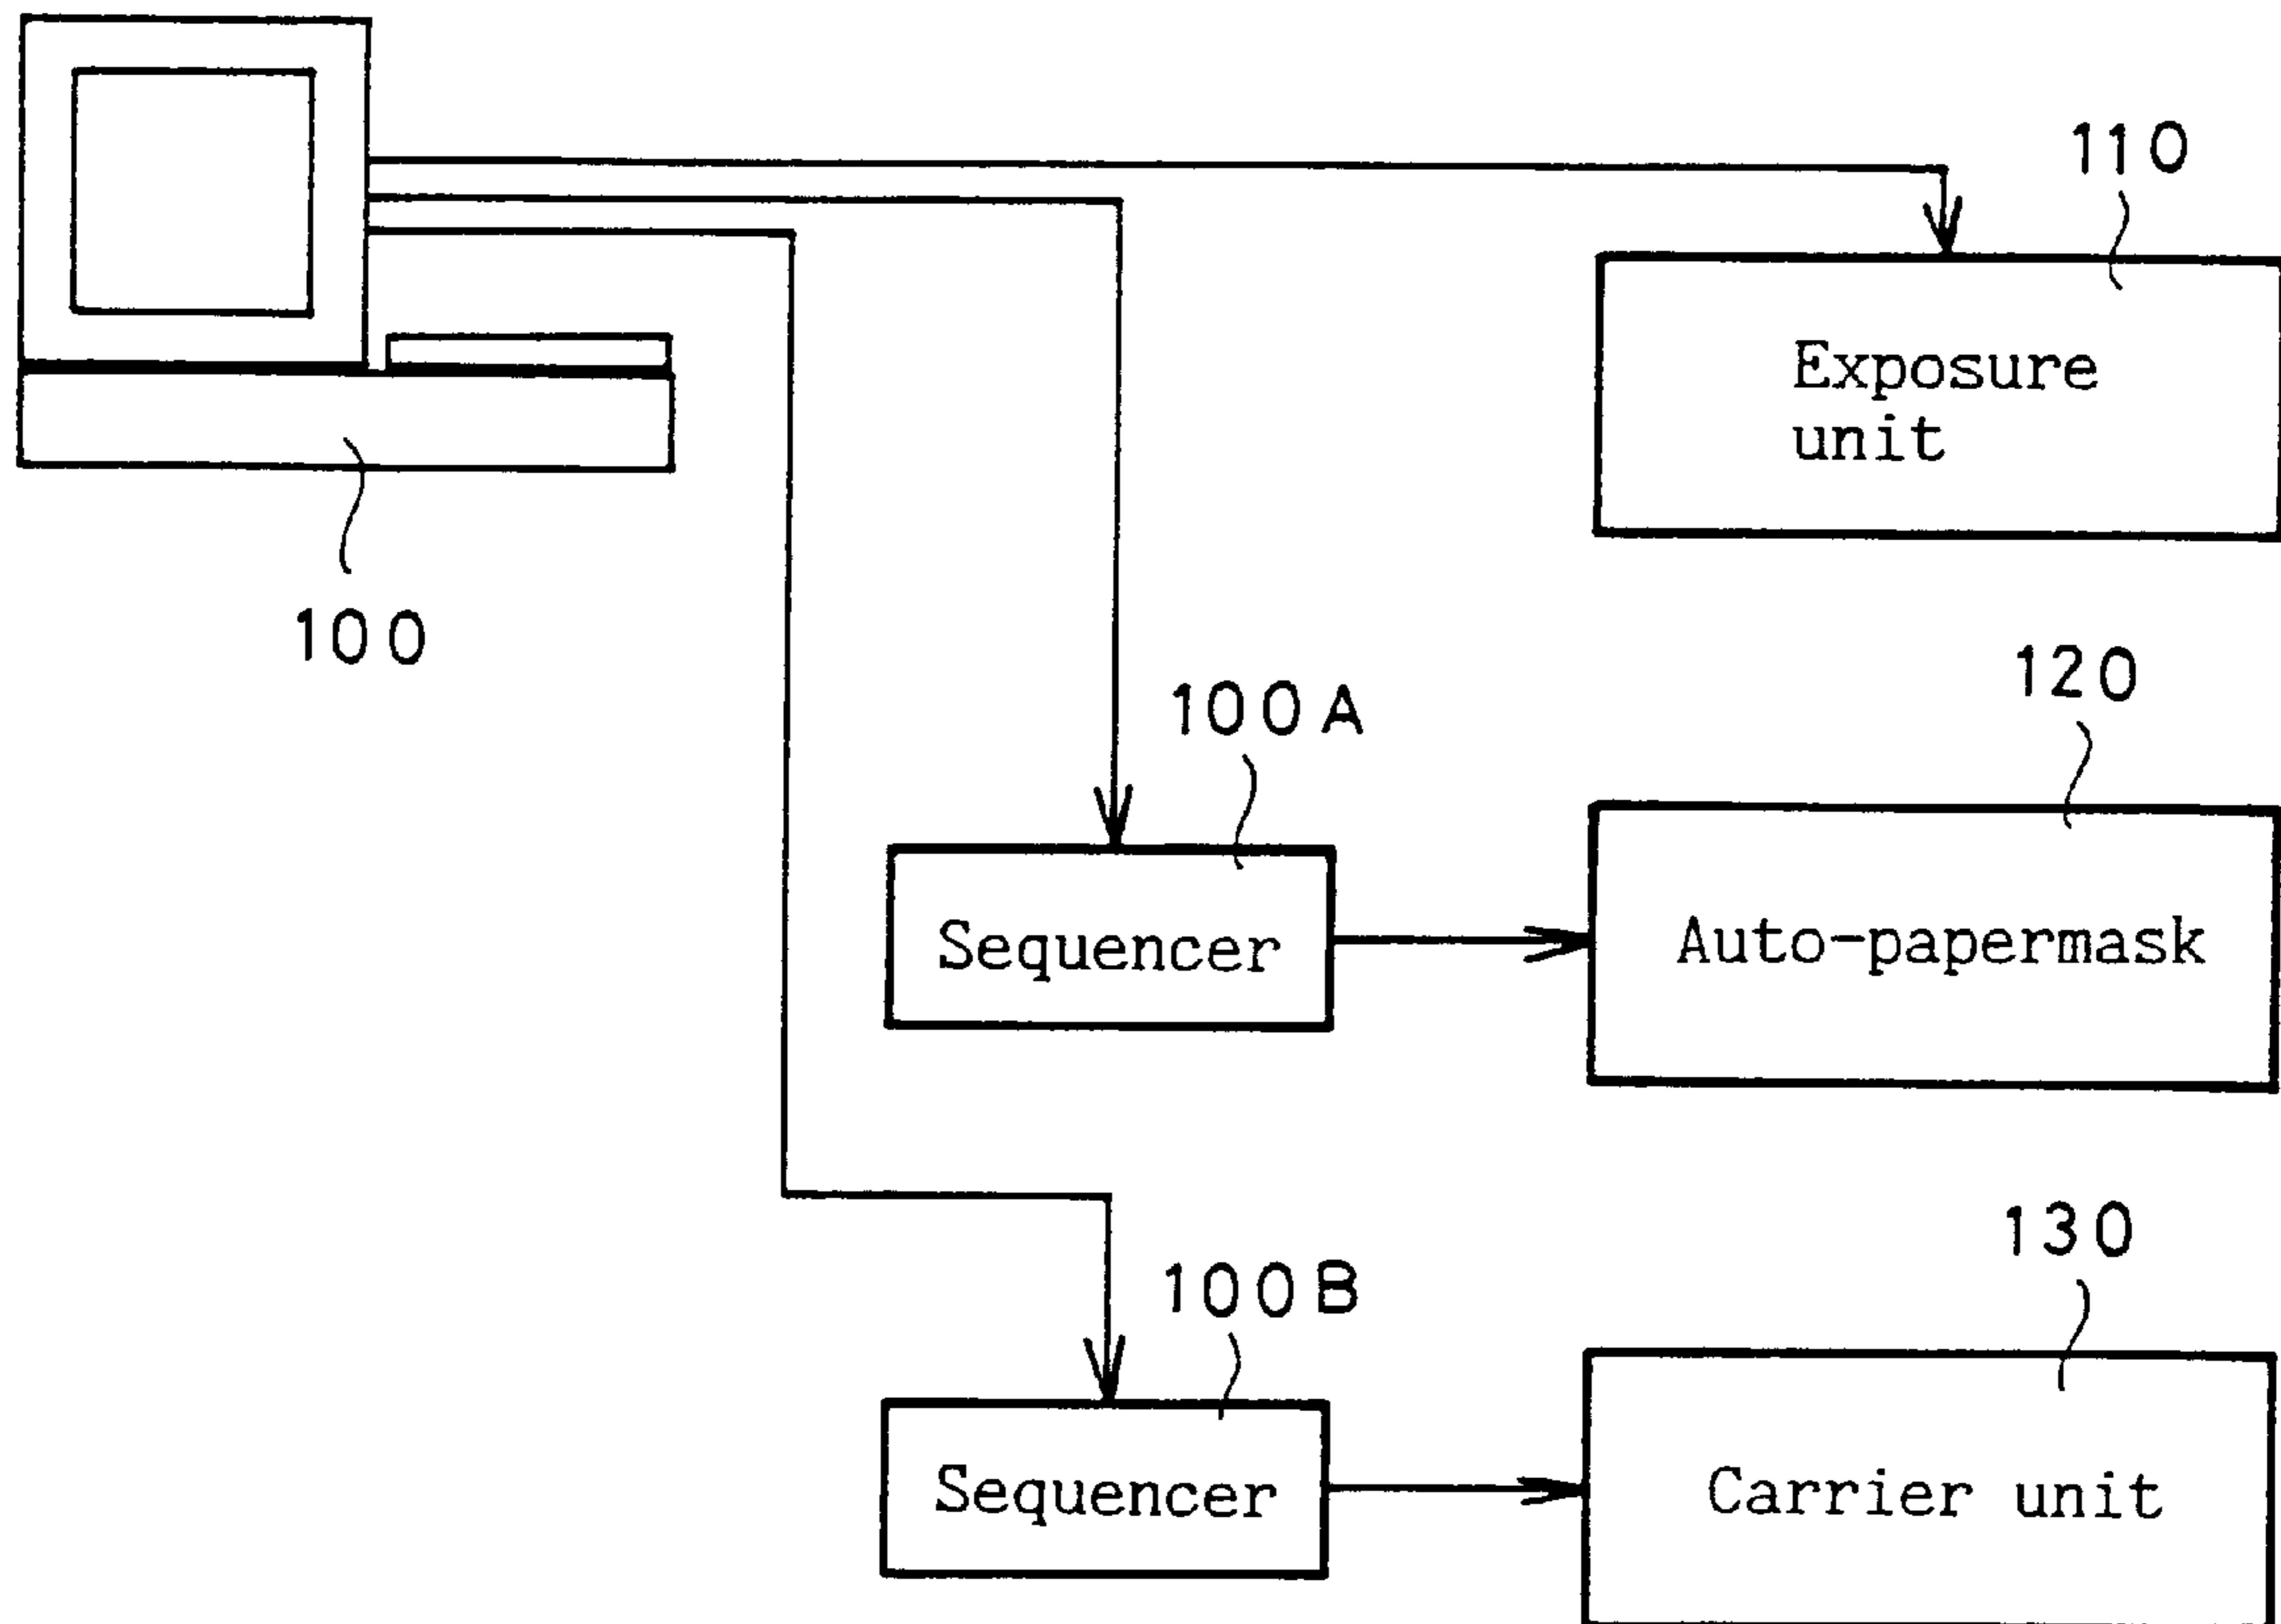 110
Exposure
unit
100
120
100A
Sequencer
Auto-papermask
130
100B
Sequencer
Carrier unit